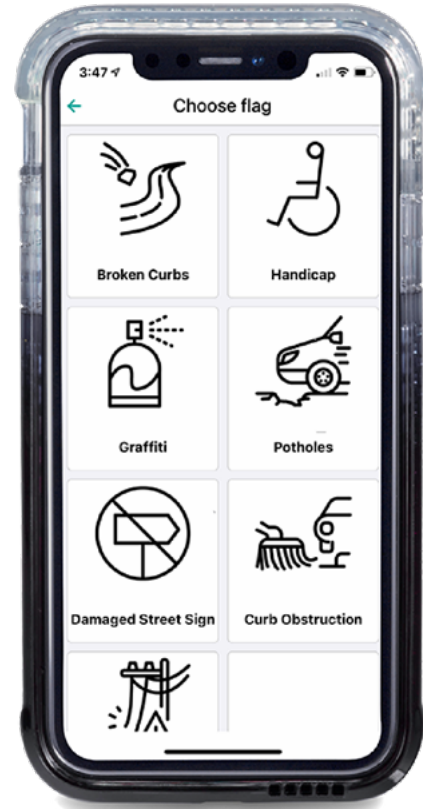 3:47
Choose flag
Broken Curbs
Handicap
Graffiti
Potholes
Damaged Street Sign
Curb Obstruction